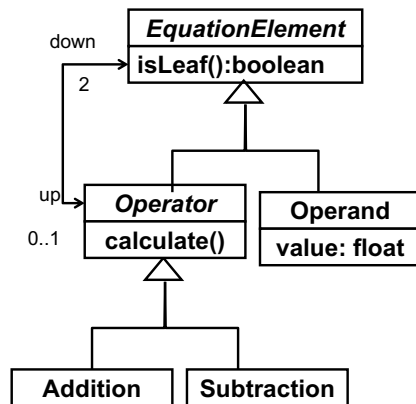 EquationElement
down
isLeaf():boolean
2
up
Operator
Operand
0..1
calculate()
value: float
Addition
Subtraction